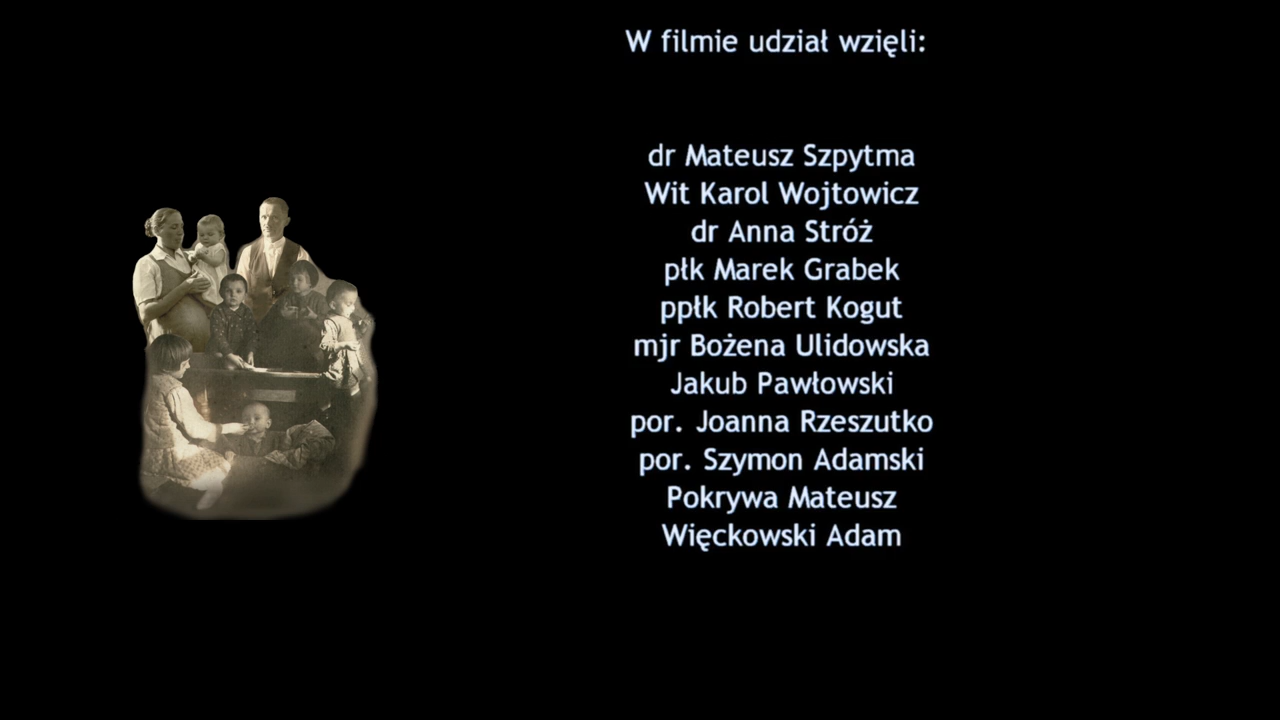 W filmie udział wzięli:
dr Mateusz Szpytma
Wit Karol Wojtowicz
dr Anna Stróż
płk Marek Grabek
ppłk Robert Kogut
mjr Bożena Ulidowska
Jakub Pawłowski
por. Joanna Rzeszutko
por. Szymon Adamski
Pokrywa Mateusz
Więckowski Adam